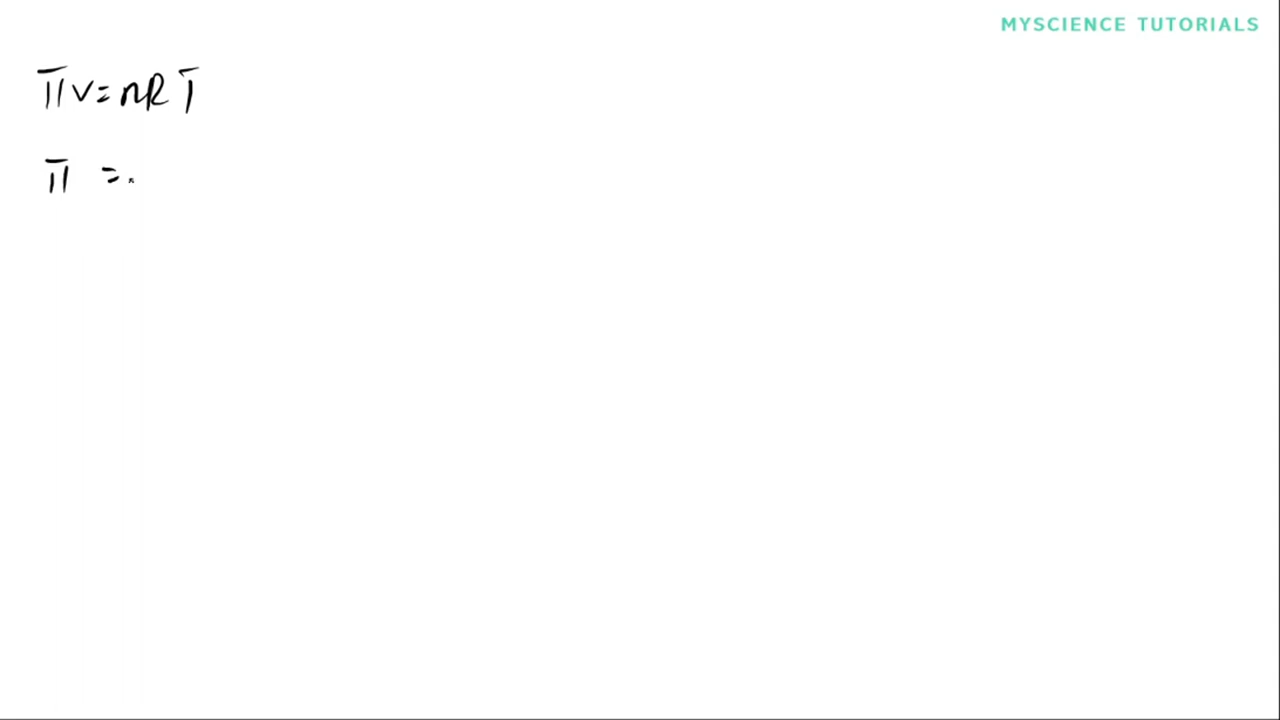 MYSCIENCE TUTORIALS
πV=nRT
π =